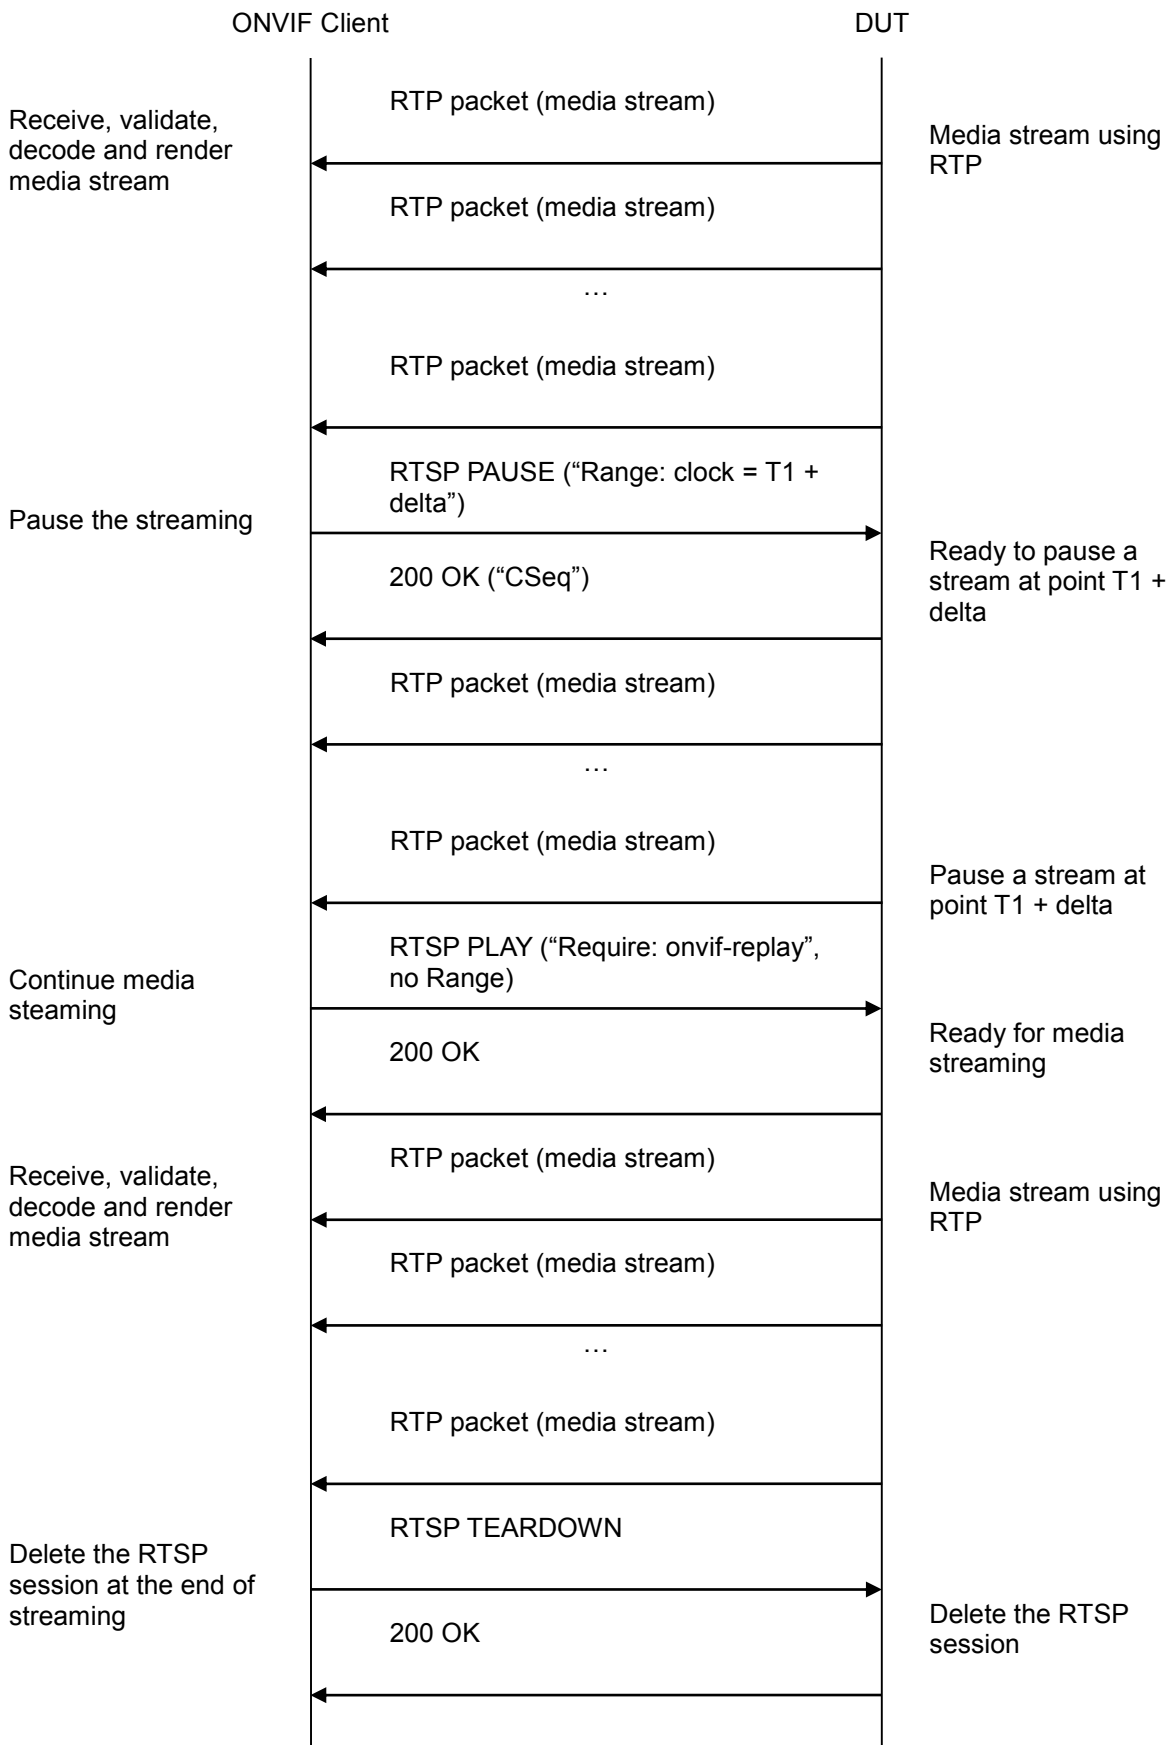 ONVIF Client
DUT
RTP packet (media stream)
Receive, validate,
decode and render
media stream
Media stream using
RTP
RTP packet (media stream)
…
RTP packet (media stream)
RTSP PAUSE (“Range: clock = T1 +
delta”)
Pause the streaming
Ready to pause a
stream at point T1 +
delta
200 OK (“CSeq”)
RTP packet (media stream)
…
RTP packet (media stream)
Pause a stream at
point T1 + delta
RTSP PLAY (“Require: onvif-replay”,
no Range)
Continue media
steaming
Ready for media
streaming
200 OK
RTP packet (media stream)
Receive, validate,
decode and render
media stream
Media stream using
RTP
RTP packet (media stream)
…
RTP packet (media stream)
RTSP TEARDOWN
Delete the RTSP
session at the end of
streaming
Delete the RTSP
session
200 OK